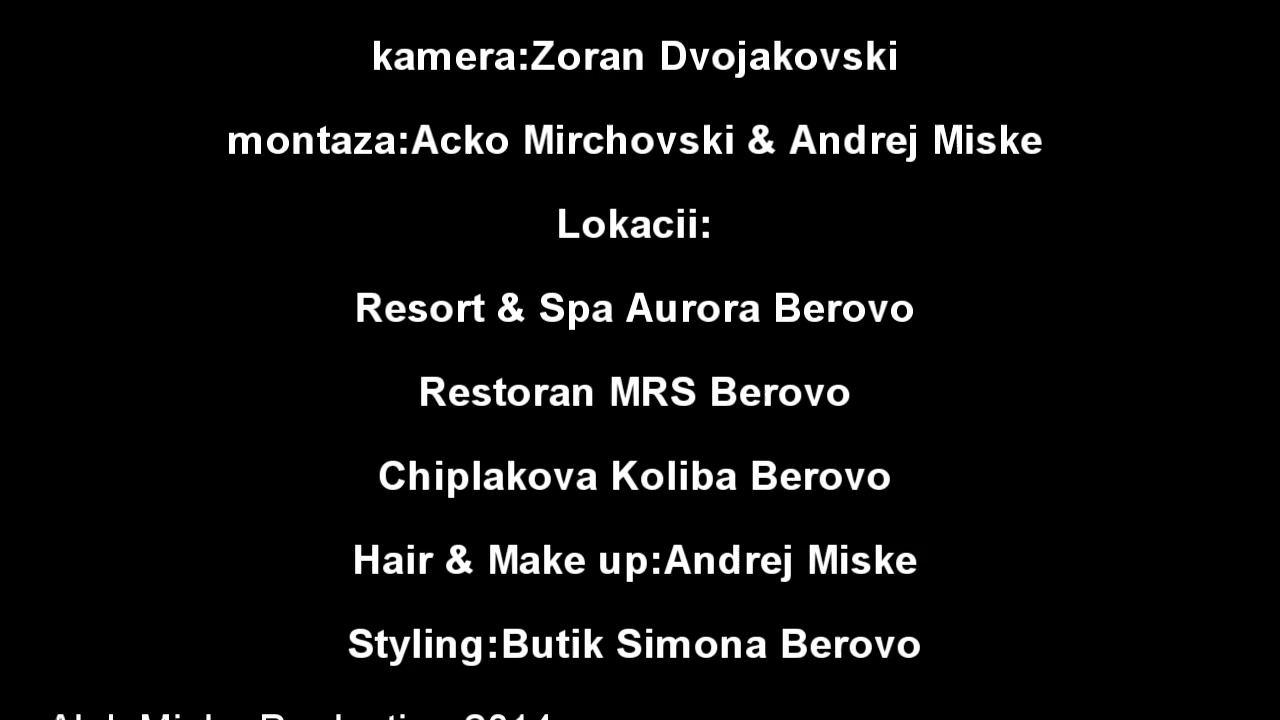 kamera:Zoran Dvojakovski
montaza:Acko Mirchovski & Andrej Miske
Lokacii:
Resort & Spa Aurora Berovo
Restoran MRS Berovo
Chiplakova Koliba Berovo
Hair & Make up:Andrej Miske
Styling:Butik Simona Berovo
2014